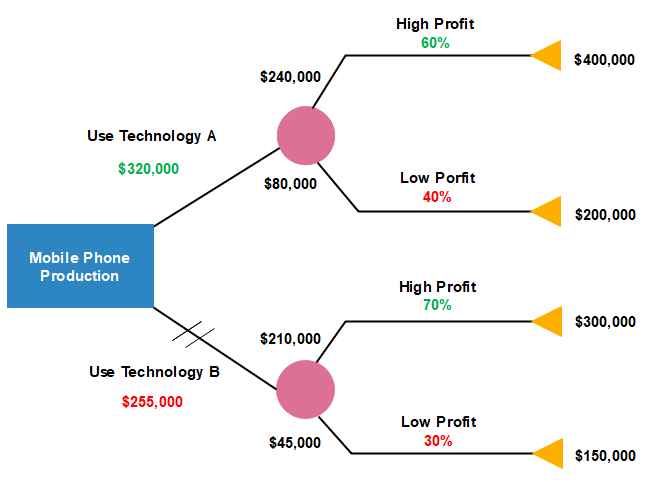 High Profit
60%
$400,000
$240,000
Use Technology A
$320,000
$80,000
Low Porfit
40%
$200,000
Mobile Phone
Production
High Profit
70%
$300,000
$210,000
Use Technology B
$255,000
$45,000
Low Profit
30%
$150,000